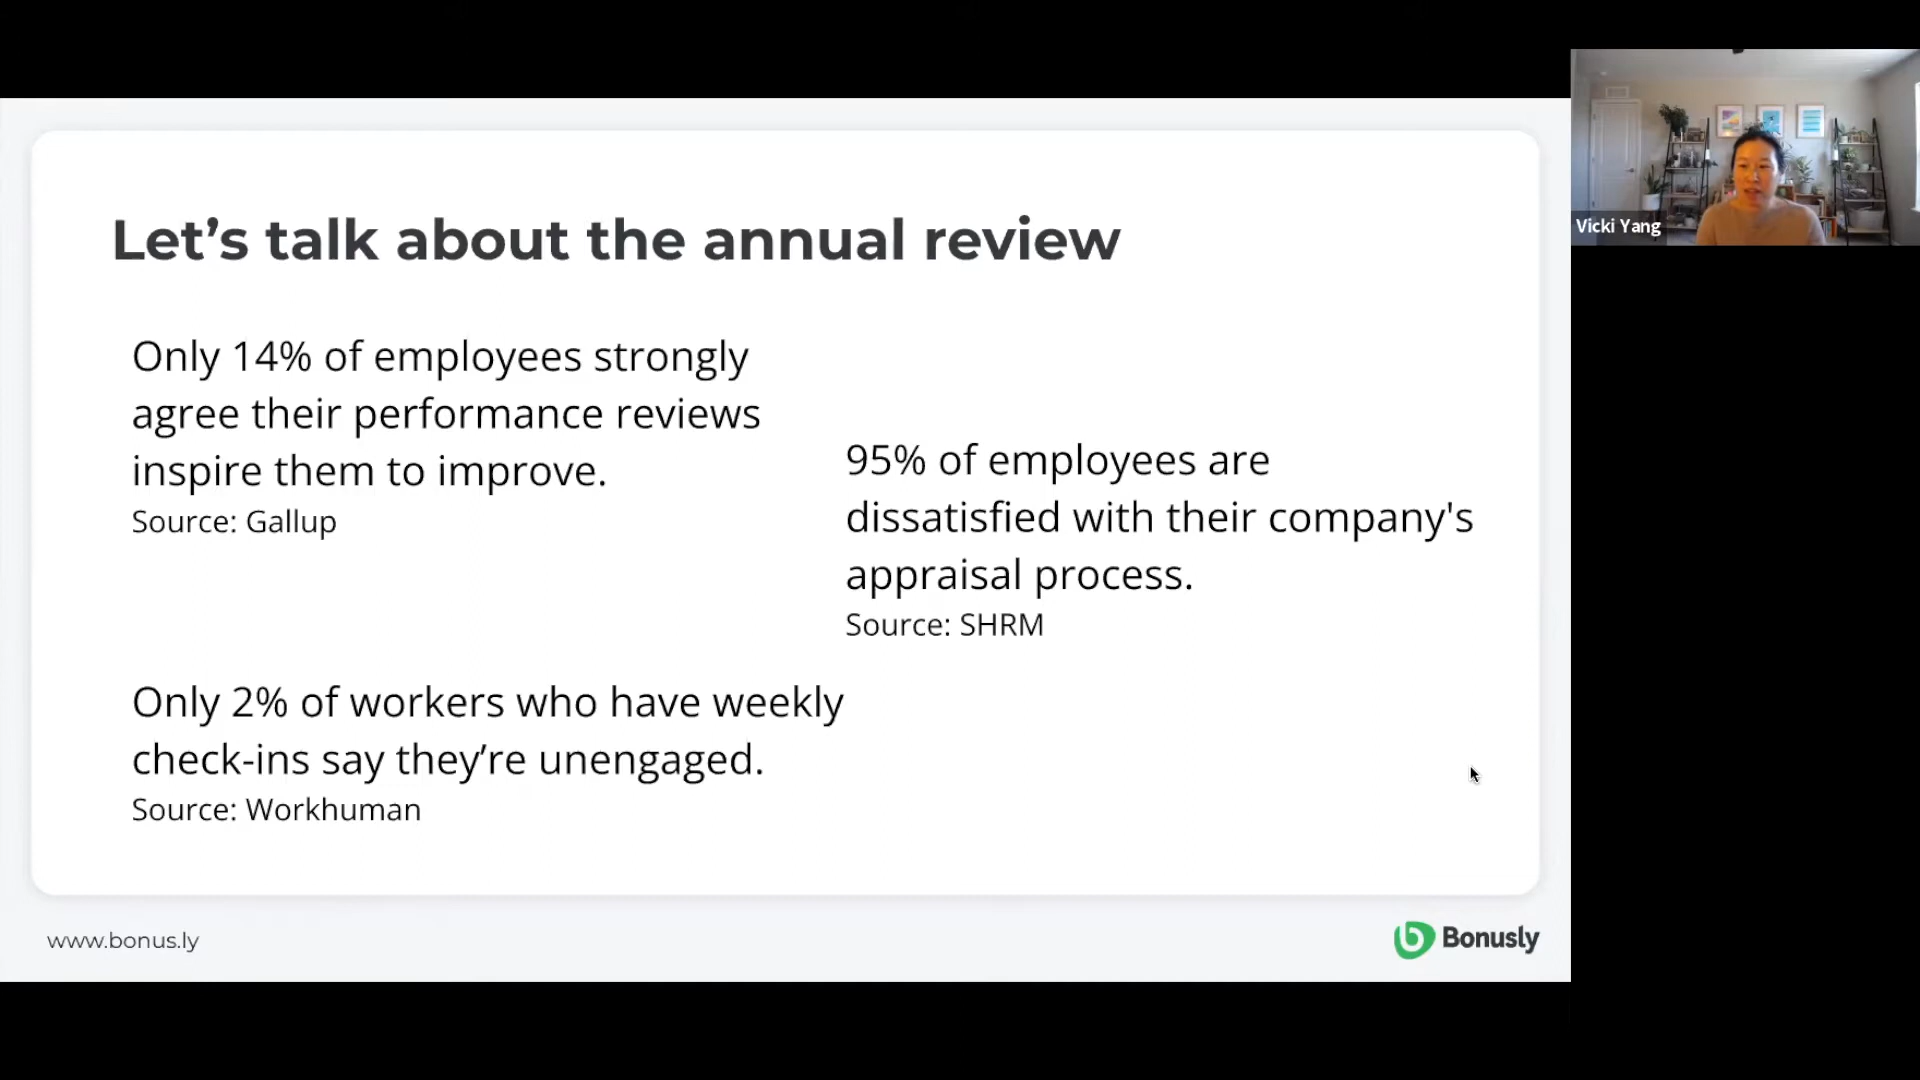 Let’s talk about the annual review
Only 14% of employees strongly
agree their performance reviews
inspire them to improve.
Source: Gallup
95% of employees are
dissatisfied with their company's
appraisal process.
Source: SHRM
Only 2% of workers who have weekly
check-ins say they’re unengaged.
Source: Workhuman
www.bonus.ly
Bonusly
Vicki Yang